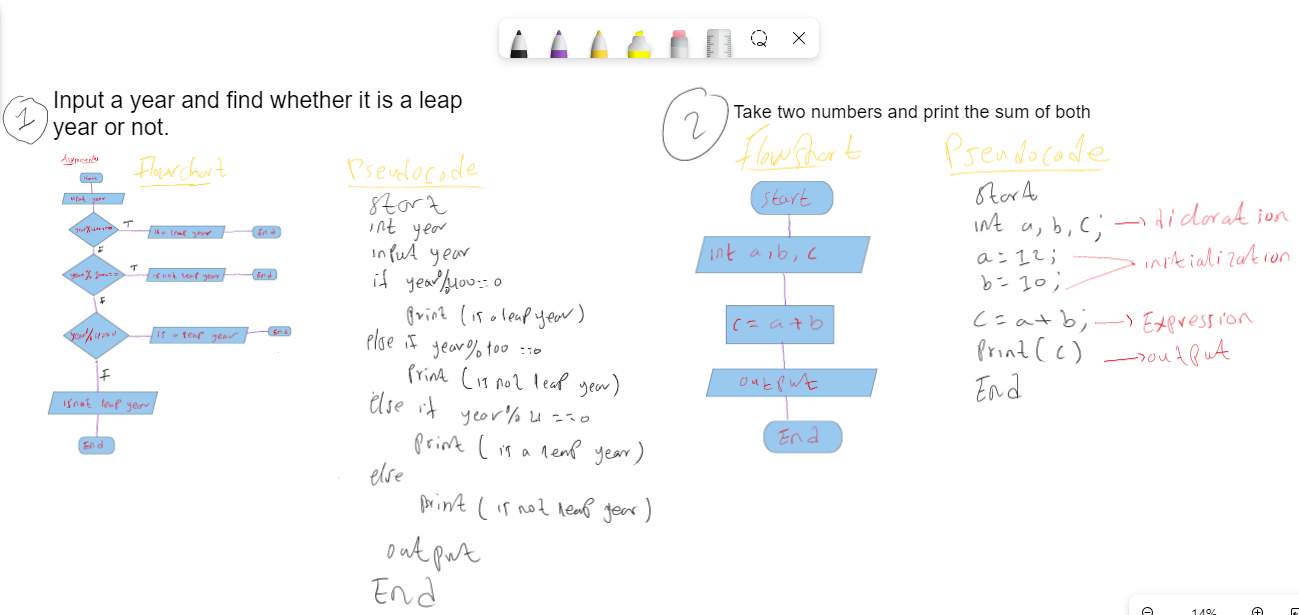 1
Input a year and find whether it is a leap
year or not.
Flowchart
Start
input year
year%400==0
T
is a leap year
End
F
year%100==0
T
is not leap year
End
F
year%4==0
is a leap year
End
F
is not leap year
End
Pseudocode
start
int year
input year
if year%400==0
print (is a leap year)
else if year%100==0
print (is not leap year)
else if year%4==0
print (is a leap year)
else
print (is not leap year)
output
End
2
Take two numbers and print the sum of both
Flowchart
start
int a, b, c
c = a+b
output
End
Pseudocode
start
int a, b, c; → diclaration
a = 12;
initialization
b = 10;
c = a+b; → Expression
print(c) → output
End
14%